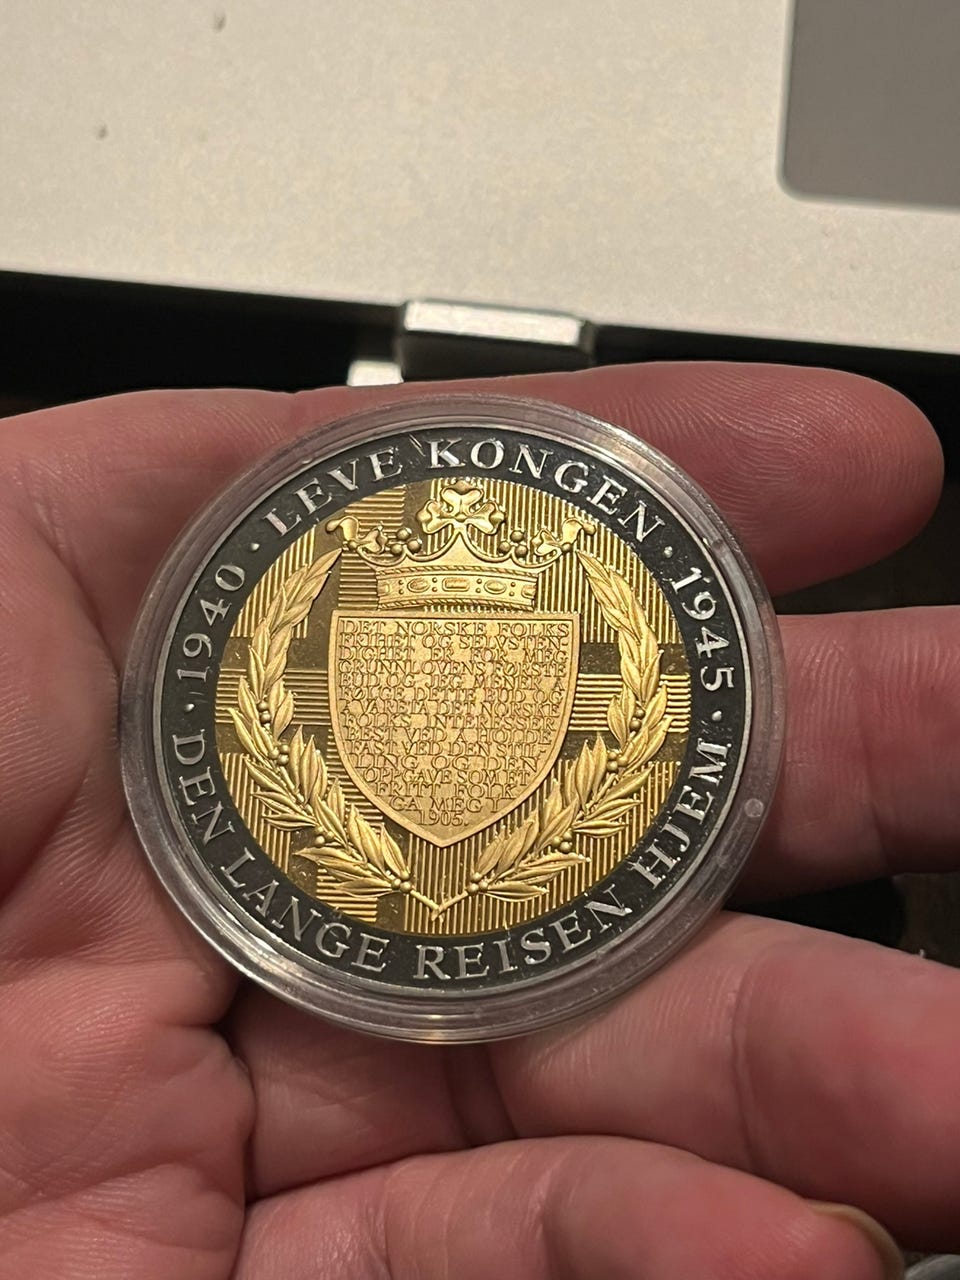 · LEVE KONGEN ·
1940 ·
1945 ·
DEN LANGE REISEN HJEM
DET NORSKE FOLKS
FRIHET OG SELVSTEN
DIGHET ER FOR MIG
GRUNNLOVENS FØRSTE
BUD OG JEG MENER Å
FØLGE DETTE BUD OG
IVARETA DET NORSKE
FOLKS INTERESSER
BEST VED Å HOLDE
FAST VED DEN STIL-
LING OG DEN
OPPGAVE SOM ET
FRITT FOLK
GA MEG I
1905.